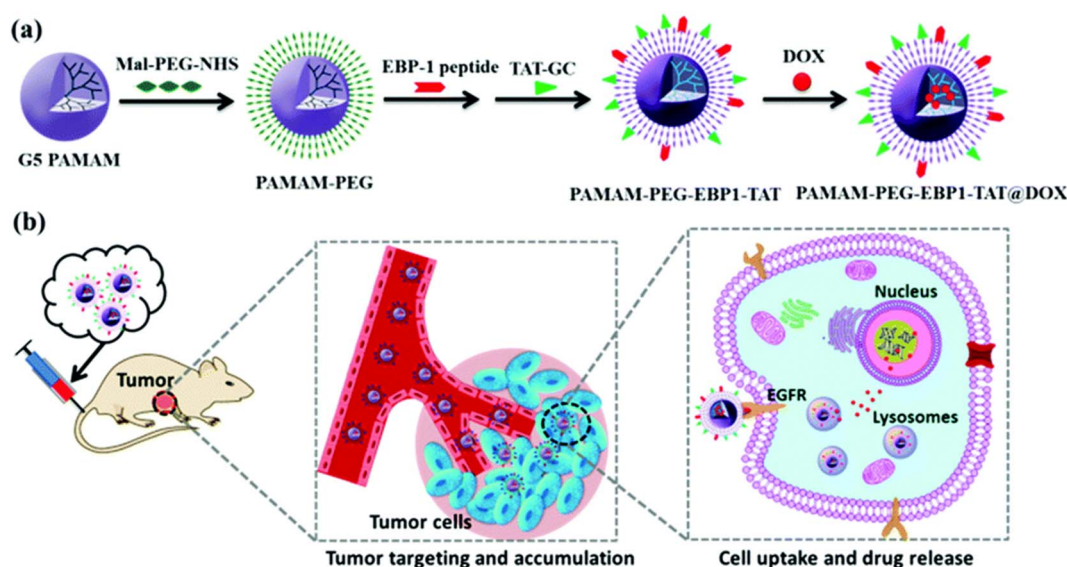 (a)
Mal-PEG-NHS
EBP-1 peptide
TAT-GC
DOX
G5 PAMAM
PAMAM-PEG
PAMAM-PEG-EBP1-TAT
PAMAM-PEG-EBP1-TAT@DOX
(b)
Tumor
Tumor cells
Tumor targeting and accumulation
Nucleus
EGFR
Lysosomes
Cell uptake and drug release